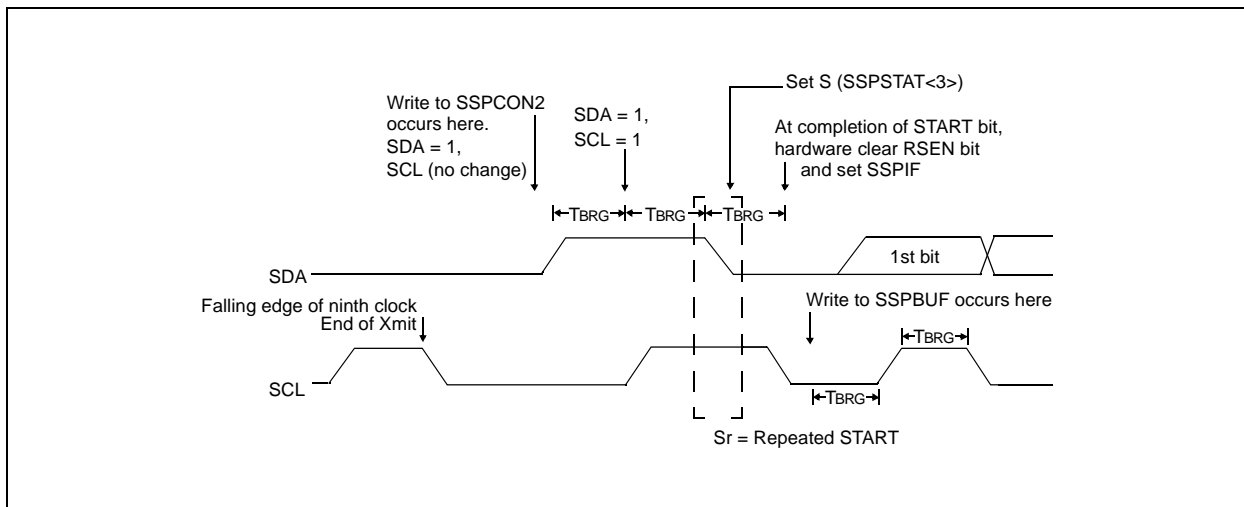 Set S (SSPSTAT<3>)
Write to SSPCON2
occurs here.
SDA = 1,
SCL (no change)
SDA = 1,
SCL = 1
At completion of START bit,
hardware clear RSEN bit
and set SSPIF
TBRG
TBRG
TBRG
SDA
1st bit
Falling edge of ninth clock
End of Xmit
Write to SSPBUF occurs here
TBRG
SCL
TBRG
Sr = Repeated START